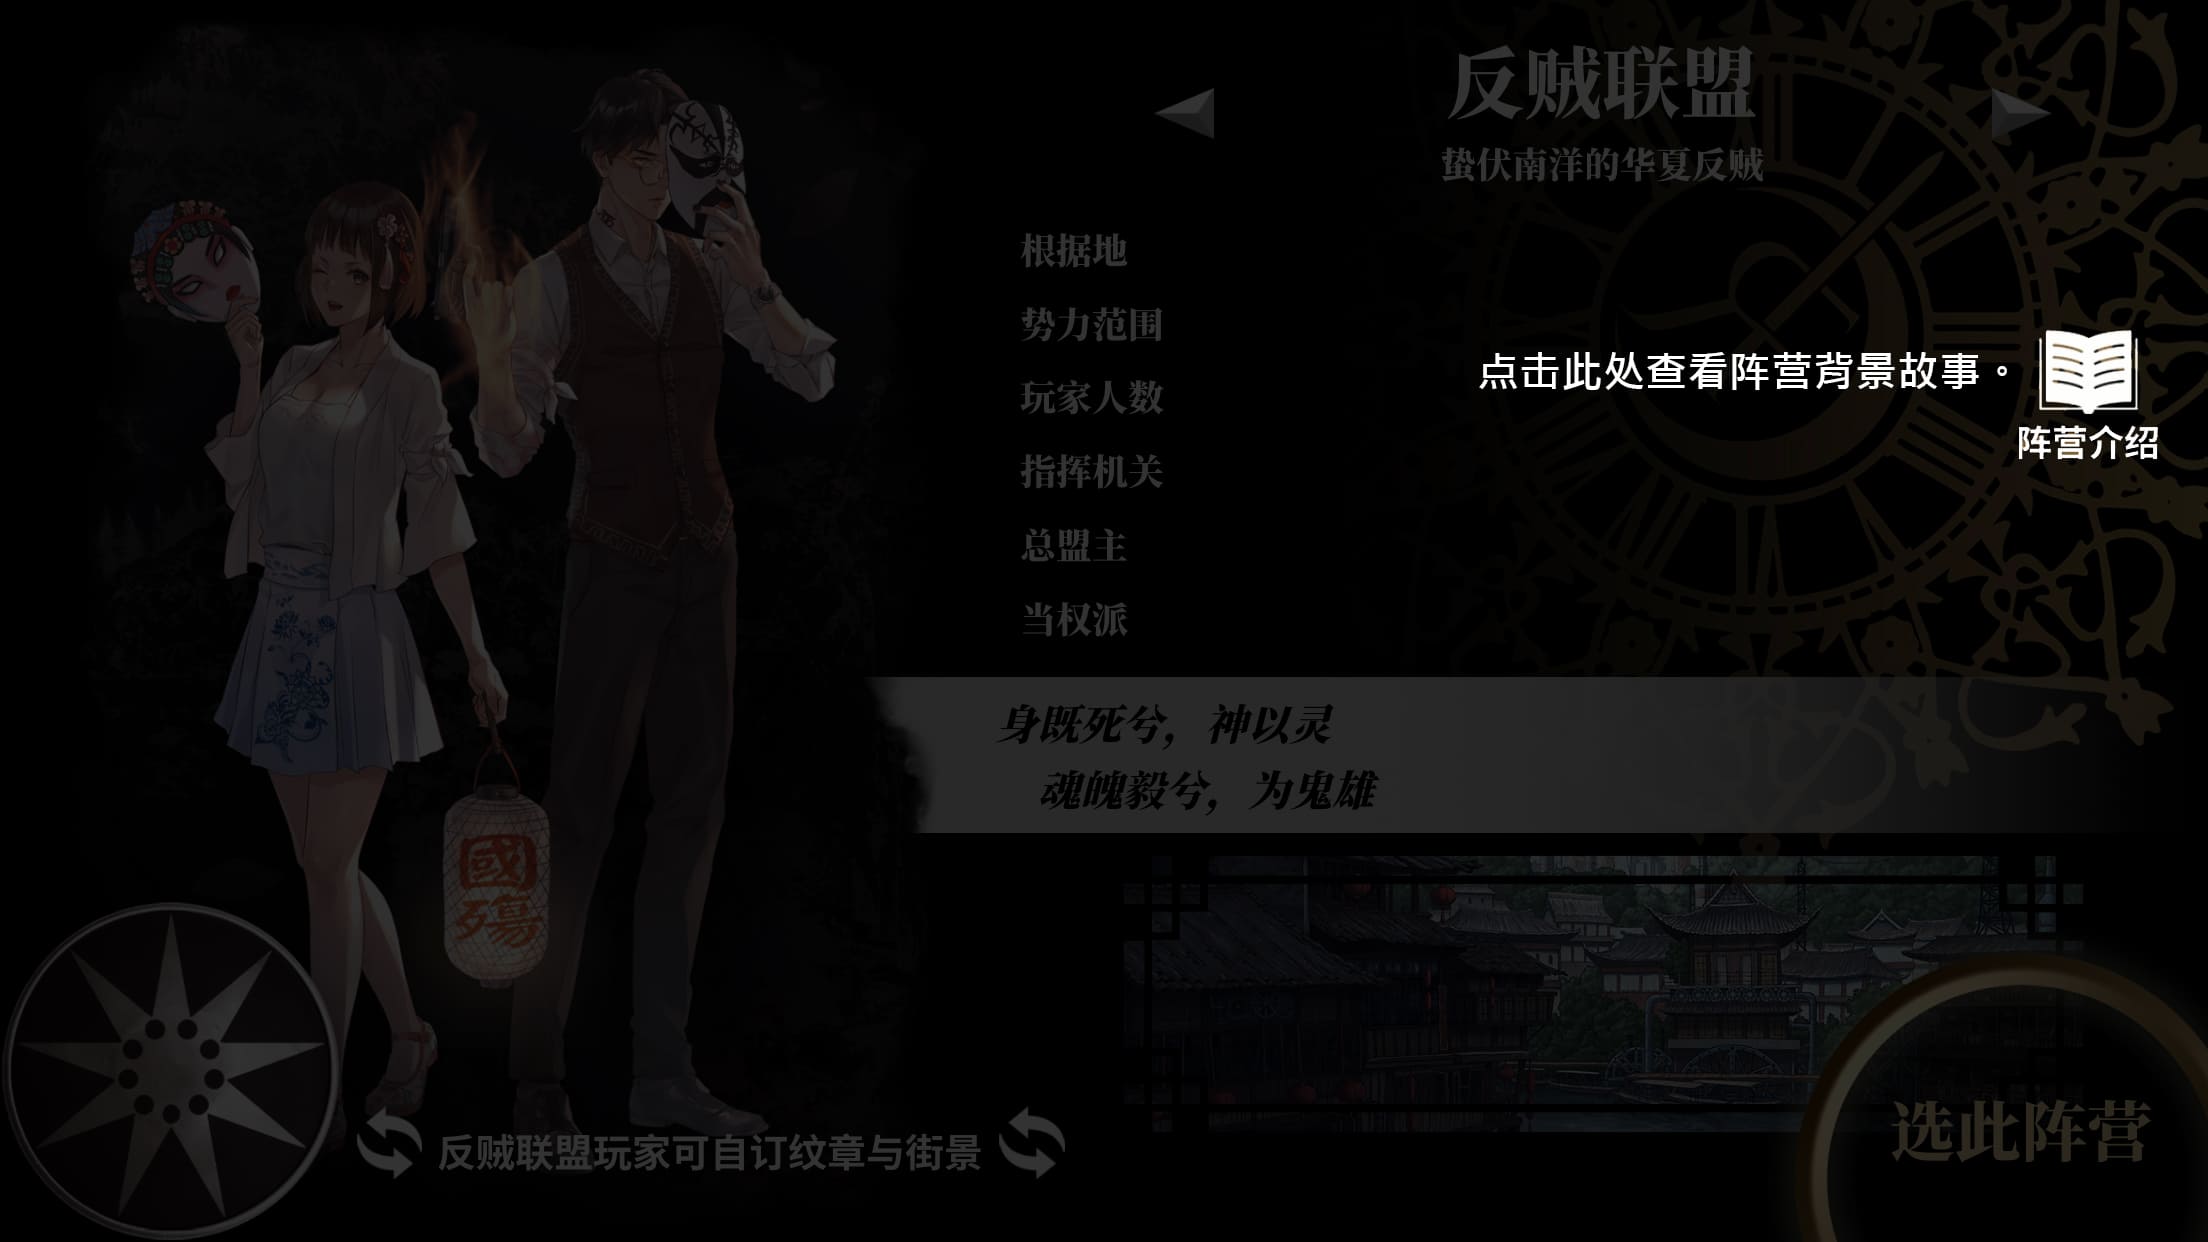 反贼联盟
蛰伏南洋的华夏反贼
根据地
势力范围
玩家人数
指挥机关
总盟主
当权派
点击此处查看阵营背景故事。
阵营介绍
身既死兮，神以灵
魂魄毅兮，为鬼雄
國
殤
反贼联盟玩家可自订纹章与街景
选此阵营